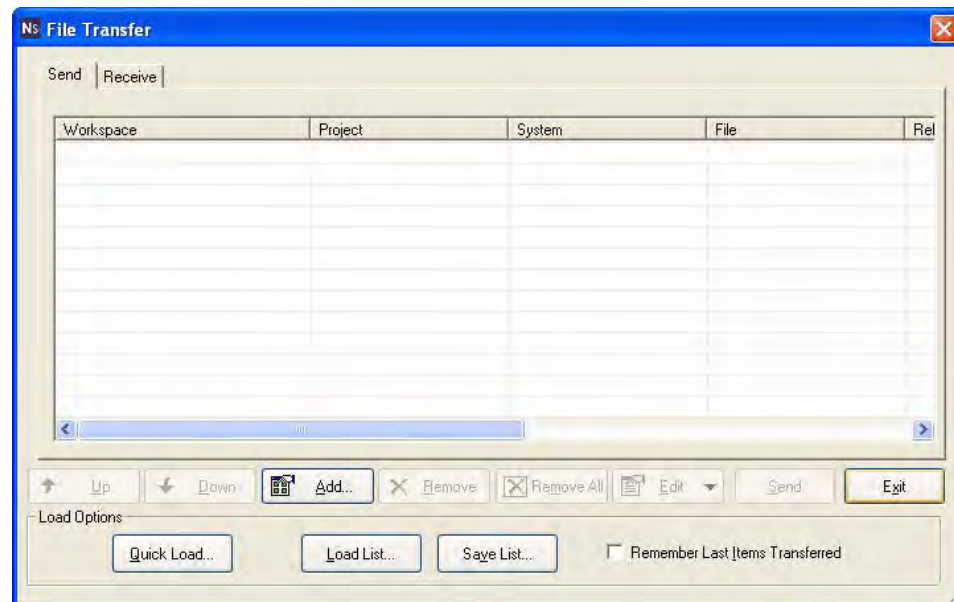 NS File Transfer
Send Receive
Workspace Project System File Rel
Up Down Add... Remove Remove All Edit Send Exit
Load Options
Quick Load... Load List... Save List... Remember Last Items Transferred